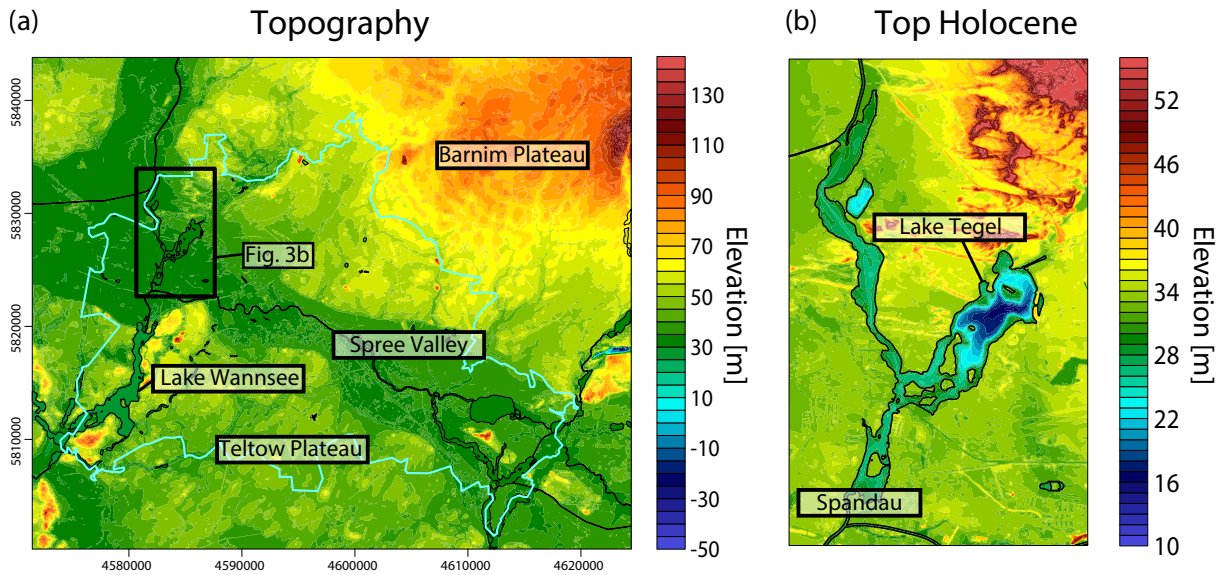 (a)
Topography
5840000
5830000
5820000
5810000
4580000
4590000
4600000
4610000
4620000
Barnim Plateau
Fig. 3b
Spree Valley
Lake Wannsee
Teltow Plateau
130
110
90
70
50
30
10
-10
-30
-50
Elevation [m]
(b)
Top Holocene
Lake Tegel
Spandau
52
46
40
34
28
22
16
10
Elevation [m]